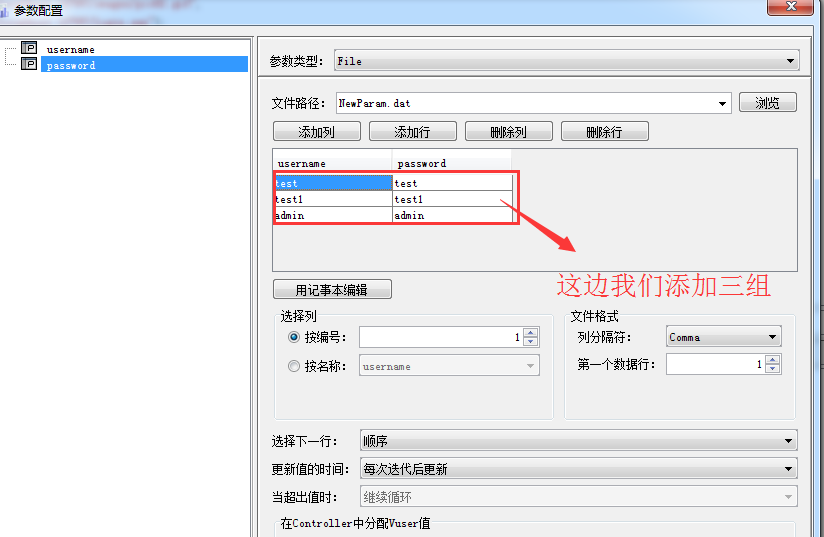 参数配置
username
password
参数类型: File
文件路径: NewParam.dat 浏览
添加列 添加行 删除列 删除行
username password
test test
test1 test1
admin admin
这边我们添加三组
用记事本编辑
选择列 文件格式
按编号: 1 列分隔符: Comma
按名称: username 第一个数据行: 1
选择下一行: 顺序
更新值的时间: 每次迭代后更新
当超出值时: 继续循环
在Controller中分配Vuser值